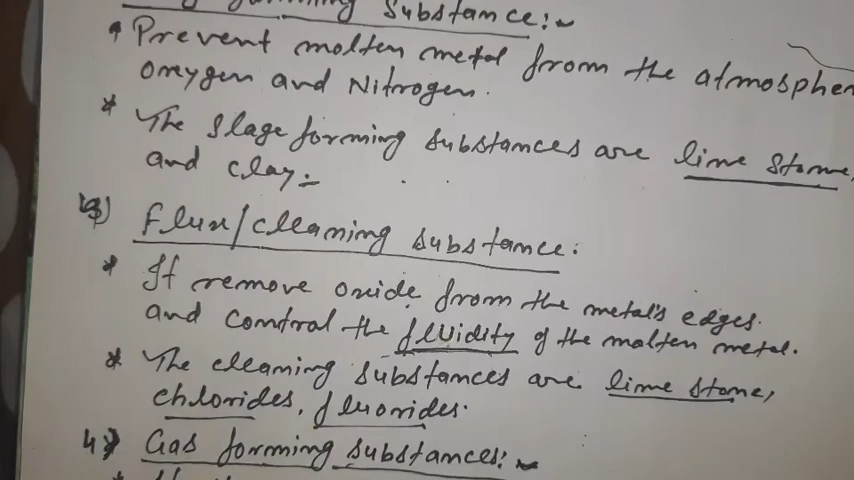 forming Substance:~
* Prevent molten metal from the atmospher
Oxygen and Nitrogen.
* The Slage forming substances are lime stone,
and clay:-
3) Flux/cleaning substance:
* It remove oxide from the metal's edges.
and control the fluidity of the molten metal.
* The cleaning substances are lime stone,
chlorides, fluorides.
4) Gas forming substances:~